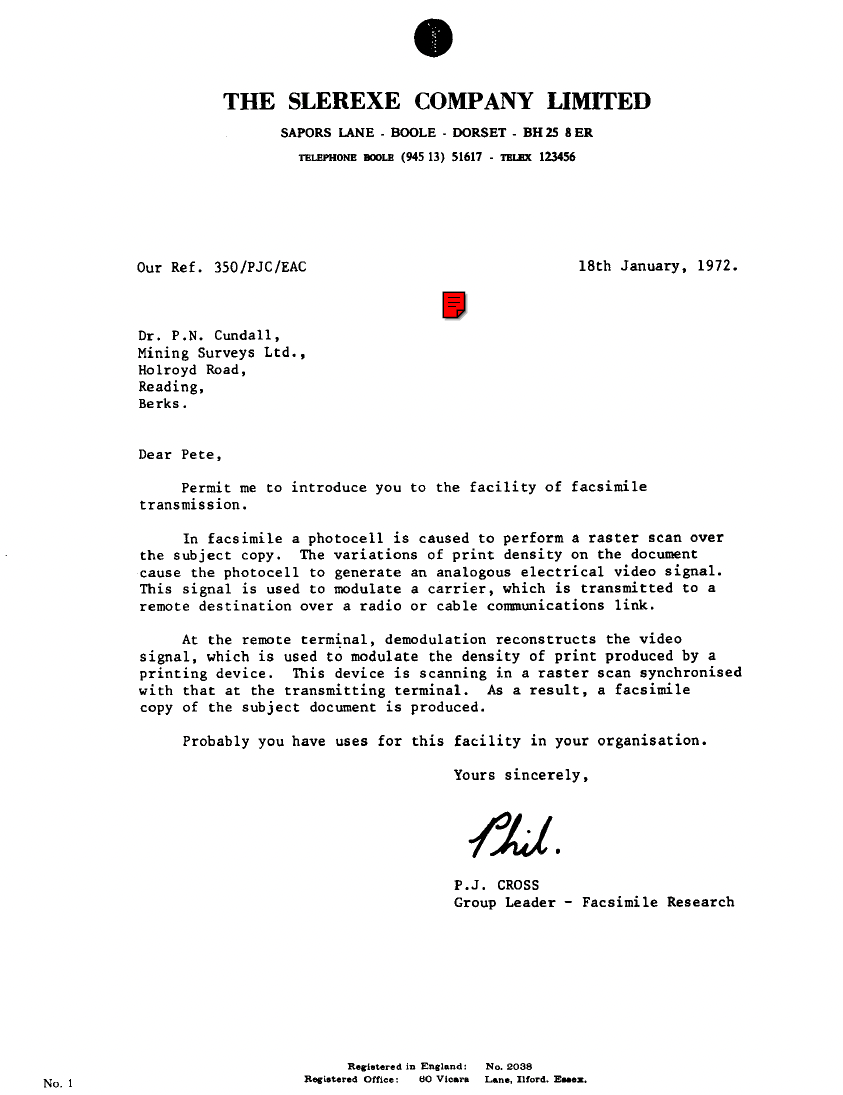 THE SLEREXE COMPANY LIMITED
SAPORS LANE - BOOLE - DORSET - BH 25 8 ER
TELEPHONE BOOLE (945 13) 51617 - TELEX 123456
Our Ref. 350/PJC/EAC 18th January, 1972.
Dr. P.N. Cundall,
Mining Surveys Ltd.,
Holroyd Road,
Reading,
Berks.
Dear Pete,
Permit me to introduce you to the facility of facsimile
transmission.
In facsimile a photocell is caused to perform a raster scan over
the subject copy. The variations of print density on the document
cause the photocell to generate an analogous electrical video signal.
This signal is used to modulate a carrier, which is transmitted to a
remote destination over a radio or cable communications link.
At the remote terminal, demodulation reconstructs the video
signal, which is used to modulate the density of print produced by a
printing device. This device is scanning in a raster scan synchronised
with that at the transmitting terminal. As a result, a facsimile
copy of the subject document is produced.
Probably you have uses for this facility in your organisation.
Yours sincerely,
Phil.
P.J. CROSS
Group Leader - Facsimile Research
Registered in England: No. 2038
Registered Office: 60 Vicara Lane, Ilford. Essex.
No. 1